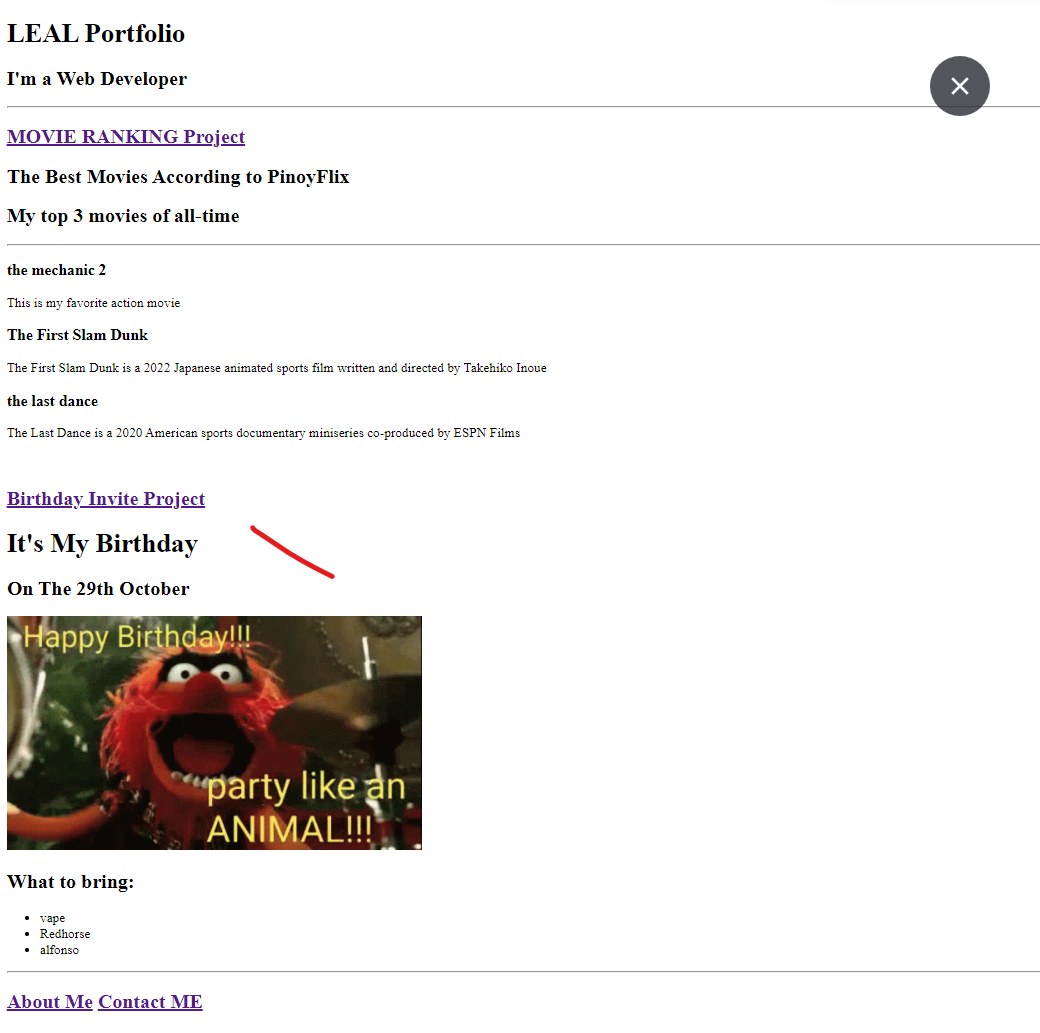 LEAL Portfolio
I'm a Web Developer
MOVIE RANKING Project
The Best Movies According to PinoyFlix
My top 3 movies of all-time
the mechanic 2
This is my favorite action movie
The First Slam Dunk
The First Slam Dunk is a 2022 Japanese animated sports film written and directed by Takehiko Inoue
the last dance
The Last Dance is a 2020 American sports documentary miniseries co-produced by ESPN Films
Birthday Invite Project
It's My Birthday
On The 29th October
Happy Birthday!!!
party like an
ANIMAL!!!
What to bring:
vape
Redhorse
alfonso
About Me Contact ME